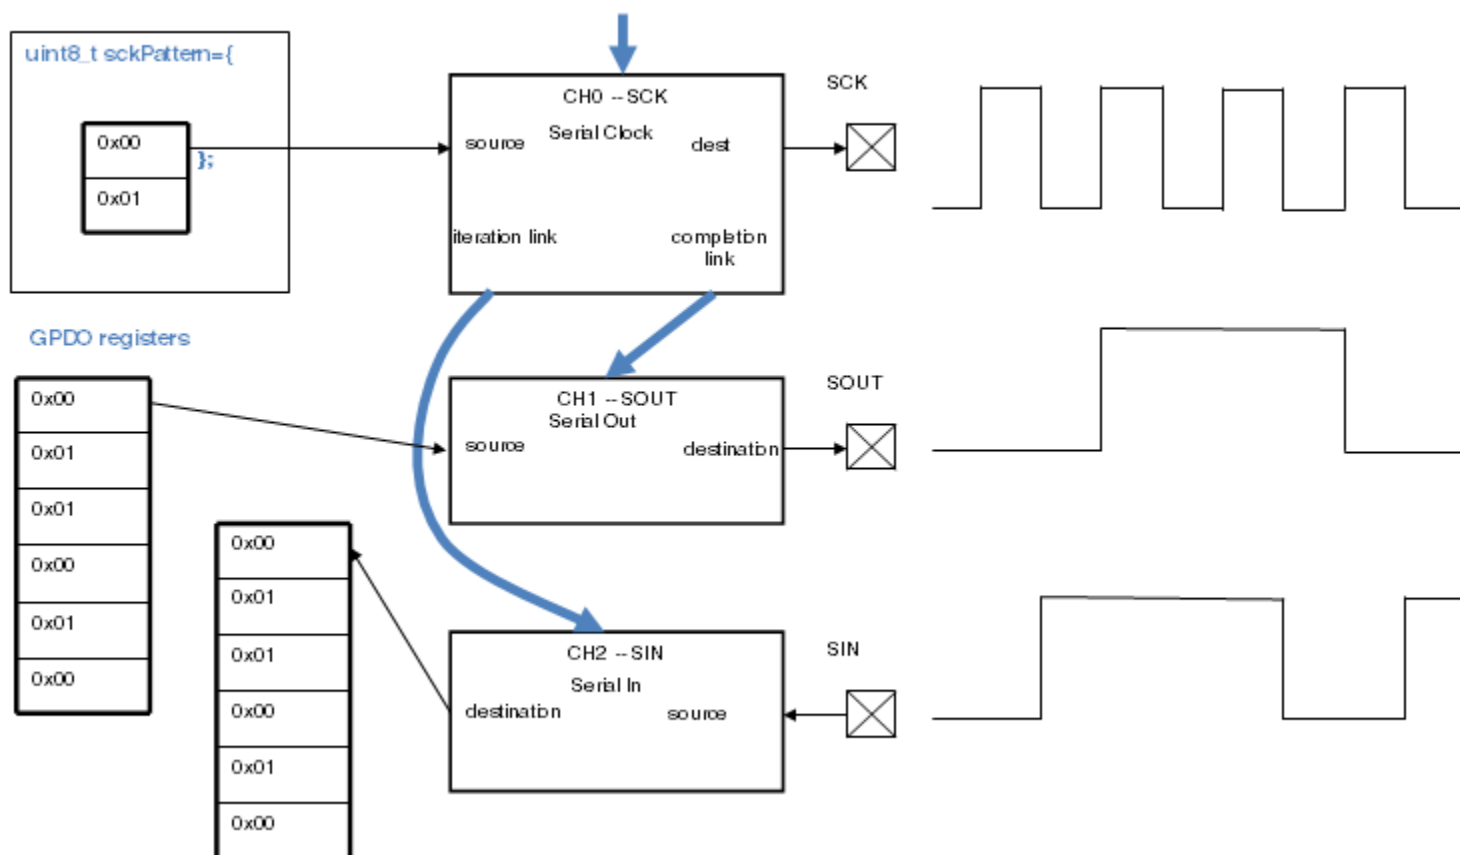 uint8_t sckPattern={
0x00
};
0x01
CH0 -- SCK
Serial Clock
source
dest
iteration link
completion
link
SCK
GPDO registers
0x00
0x01
0x01
0x00
0x01
0x00
CH1 -- SOUT
Serial Out
source
destination
SOUT
0x00
0x01
0x01
0x00
0x01
0x00
CH2 -- SIN
Serial In
destination
source
SIN